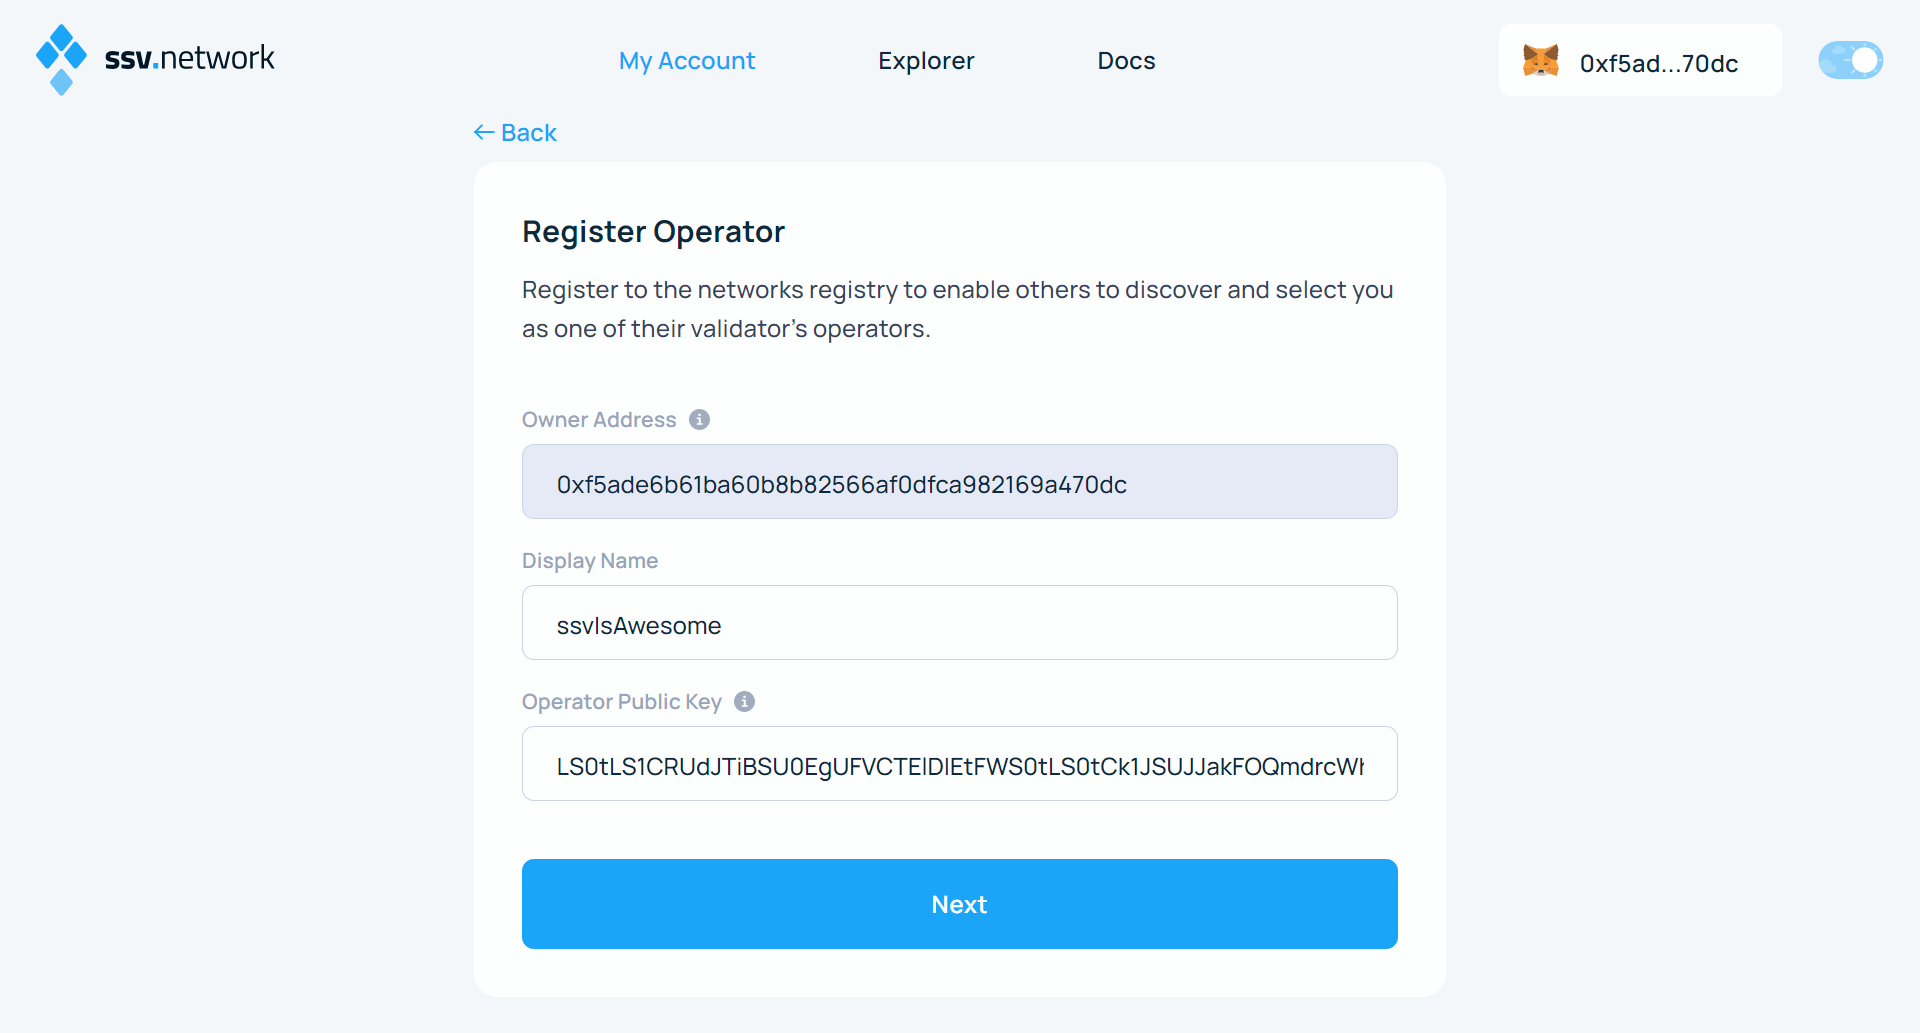 ssv.network
My Account
Explorer
Docs
0xf5ad...70dc
← Back
Register Operator
Register to the networks registry to enable others to discover and select you
as one of their validator’s operators.
Owner Address
0xf5ade6b61ba60b8b82566af0dfca982169a470dc
Display Name
ssvIsAwesome
Operator Public Key
LS0tLS1CRUdJTiBSU0EgUFVCTElDIEtFWS0tLS0tCk1JSUJJakFOQmdrcWh
Next